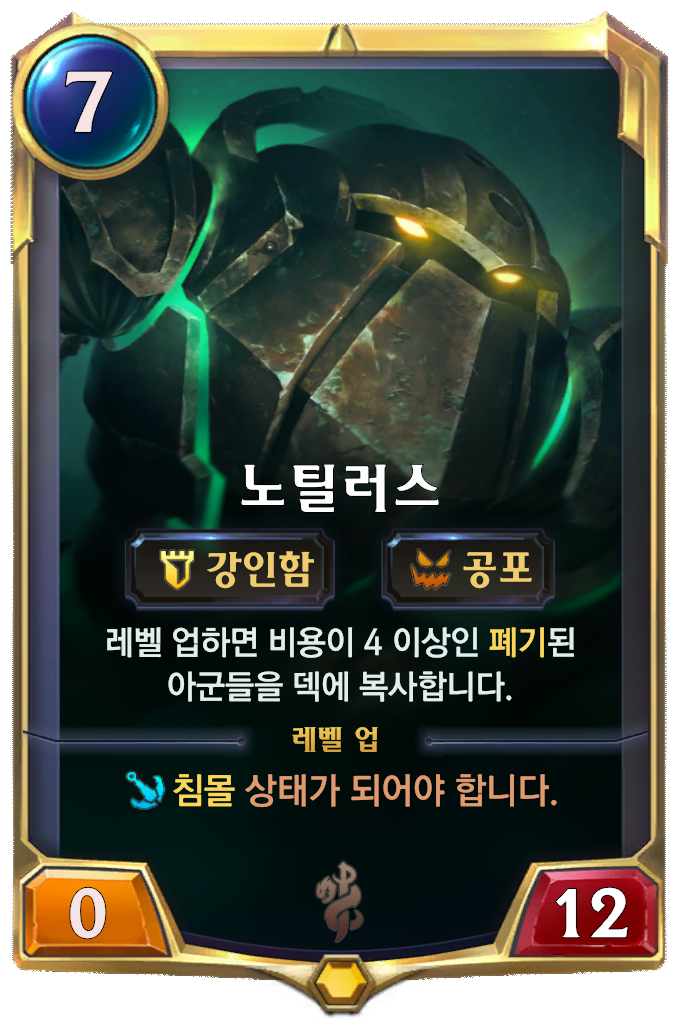 7
노틸러스
강인함
공포
레벨 업하면 비용이 4 이상인 폐기된
아군들을 덱에 복사합니다.
레벨 업
침몰 상태가 되어야 합니다.
0
12